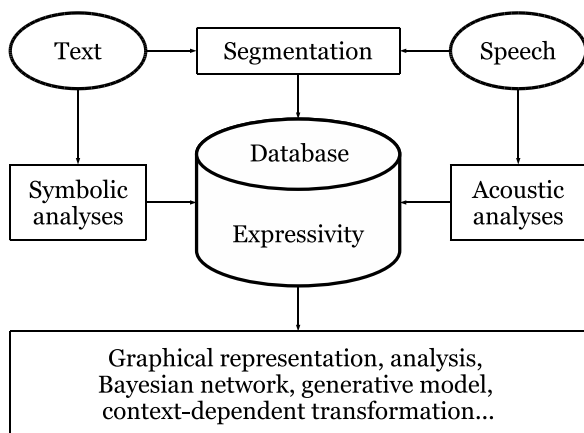 Text
Segmentation
Speech
Database
Symbolic
analyses
Expressivity
Acoustic
analyses
Graphical representation, analysis,
Bayesian network, generative model,
context-dependent transformation...